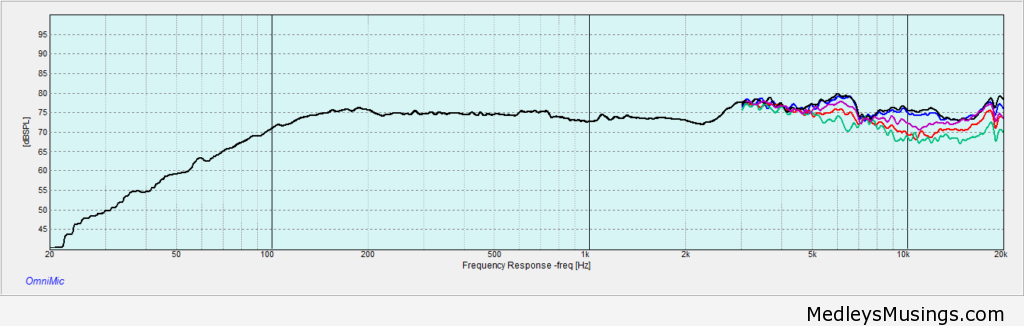 95
90
85
80
75
70
65
60
55
50
45
[dBSPL]
20 50 100 200 500 1k 2k 5k 10k 20k
Frequency Response -freq [Hz]
OmniMic
MedleysMusings.com